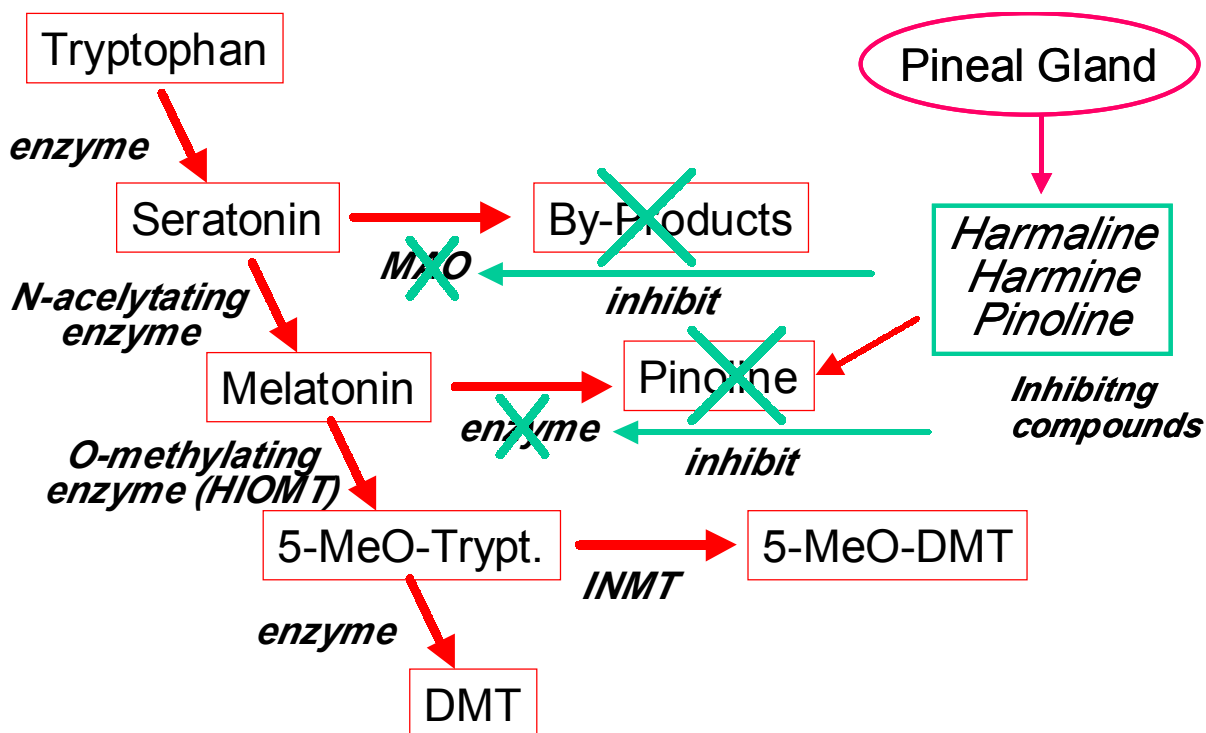 Tryptophan
Pineal Gland
enzyme
Seratonin
By-Products
Harmaline
Harmine
Pinoline
MAO
inhibit
N-acelytating
enzyme
Melatonin
Pinoline
Inhibitng
compounds
enzyme
inhibit
O-methylating
enzyme (HIOMT)
5-MeO-Trypt.
5-MeO-DMT
INMT
enzyme
DMT